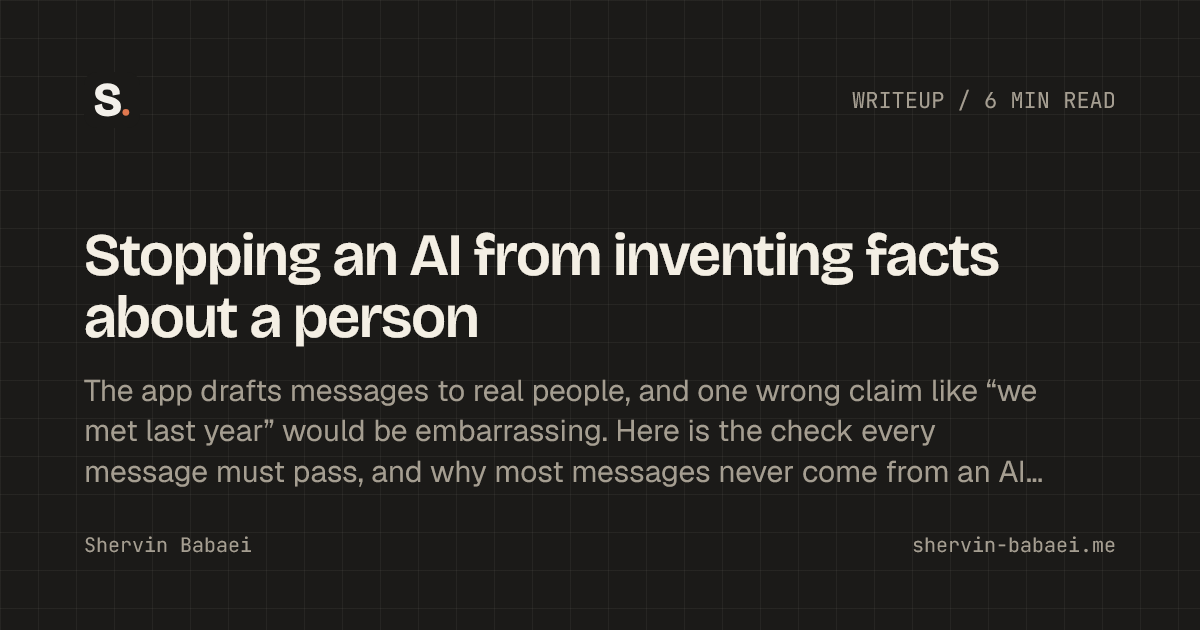 S.
WRITEUP / 6 MIN READ
Stopping an AI from inventing facts
about a person
The app drafts messages to real people, and one wrong claim like “we
met last year” would be embarrassing. Here is the check every
message must pass, and why most messages never come from an AI…
Shervin Babaei
shervin-babaei.me